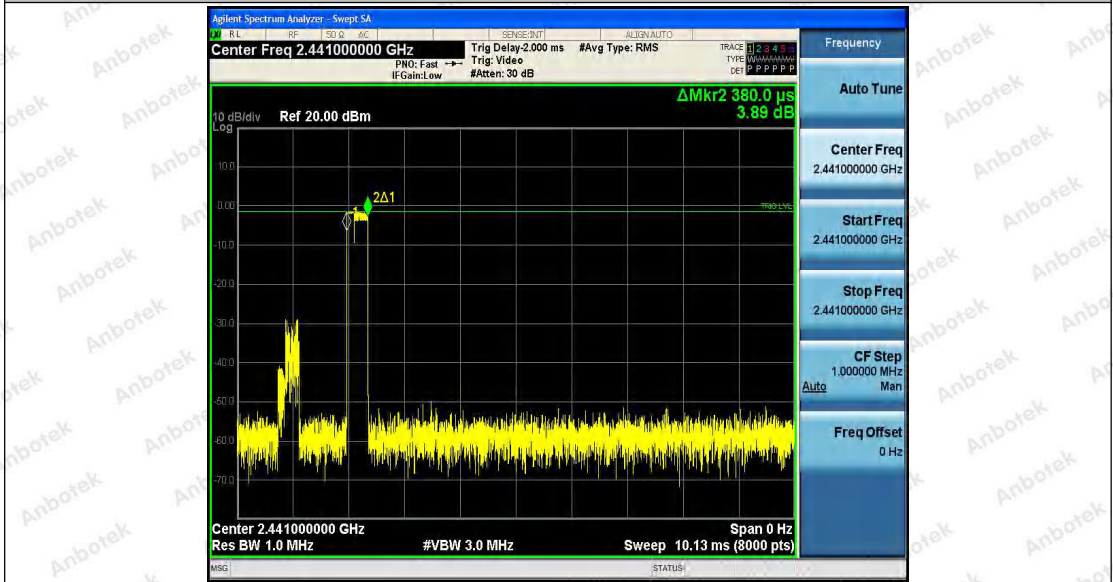 Agilent Spectrum Analyzer - Swept SA
RL RF 50 Ω AC SENSE:INT ALIGN AUTO
Center Freq 2.441000000 GHz
PNO: Fast
IFGain:Low
Trig Delay-2.000 ms
Trig: Video
#Atten: 30 dB
#Avg Type: RMS
TRACE 1 2 3 4 5 6
TYPE
DET P P P P P P
ΔMkr2 380.0 µs
3.89 dB
10 dB/div
Log
Ref 20.00 dBm
10.0
0.00
-10.0
-20.0
-30.0
-40.0
-50.0
-60.0
-70.0
2Δ1
TRIG LVL
Center 2.441000000 GHz
Span 0 Hz
Res BW 1.0 MHz
#VBW 3.0 MHz
Sweep 10.13 ms (8000 pts)
MSG
STATUS
Frequency
Auto Tune
Center Freq
2.441000000 GHz
Start Freq
2.441000000 GHz
Stop Freq
2.441000000 GHz
CF Step
1.000000 MHz
Auto Man
Freq Offset
0 Hz
Anbotek